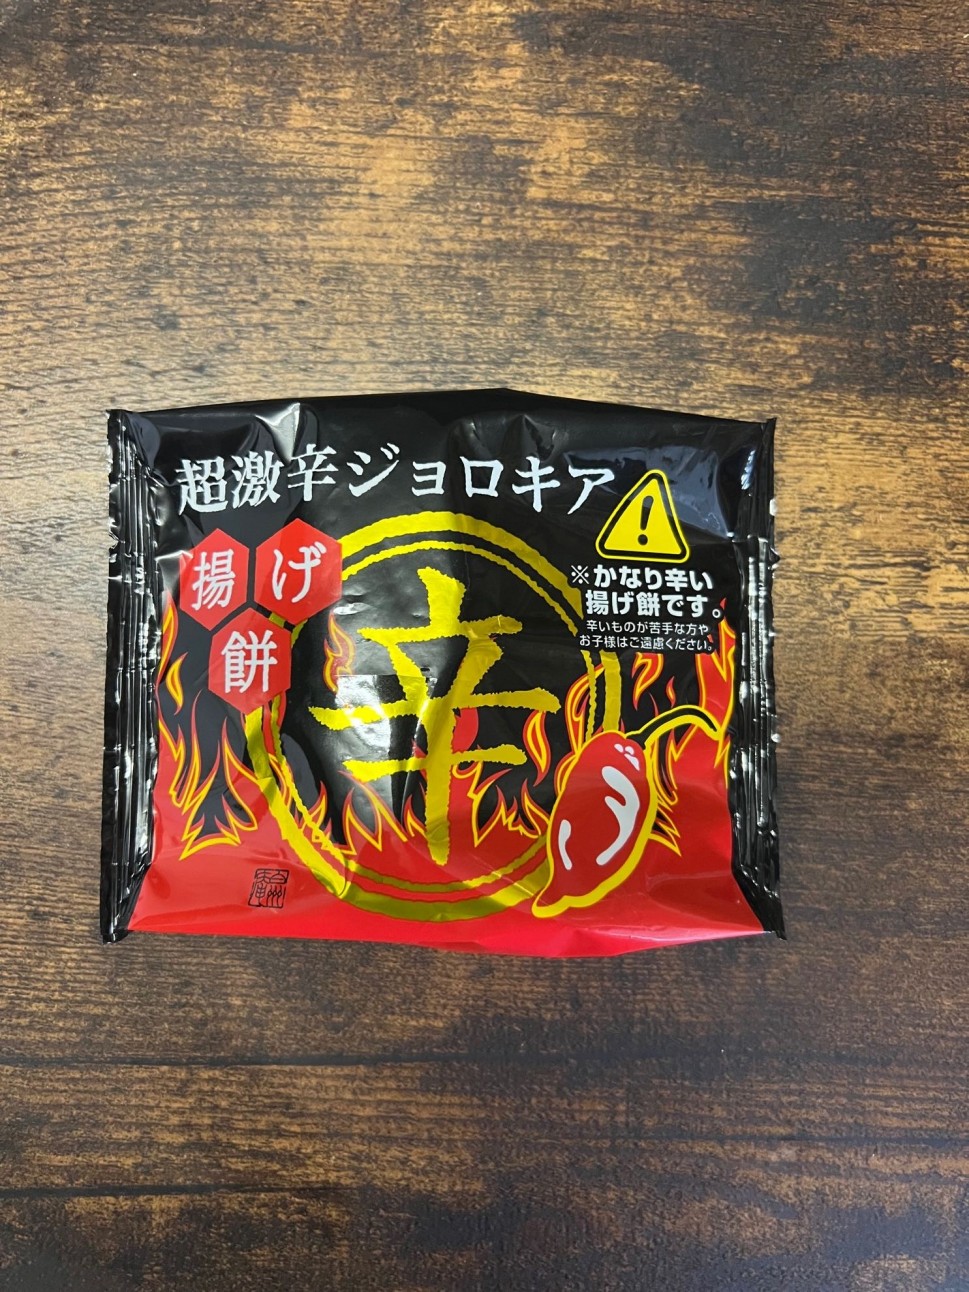 超激辛ジョロキア
揚げ
餅
辛
※かなり辛い
揚げ餅です。
辛いものが苦手な方や、
お子様はご遠慮ください。